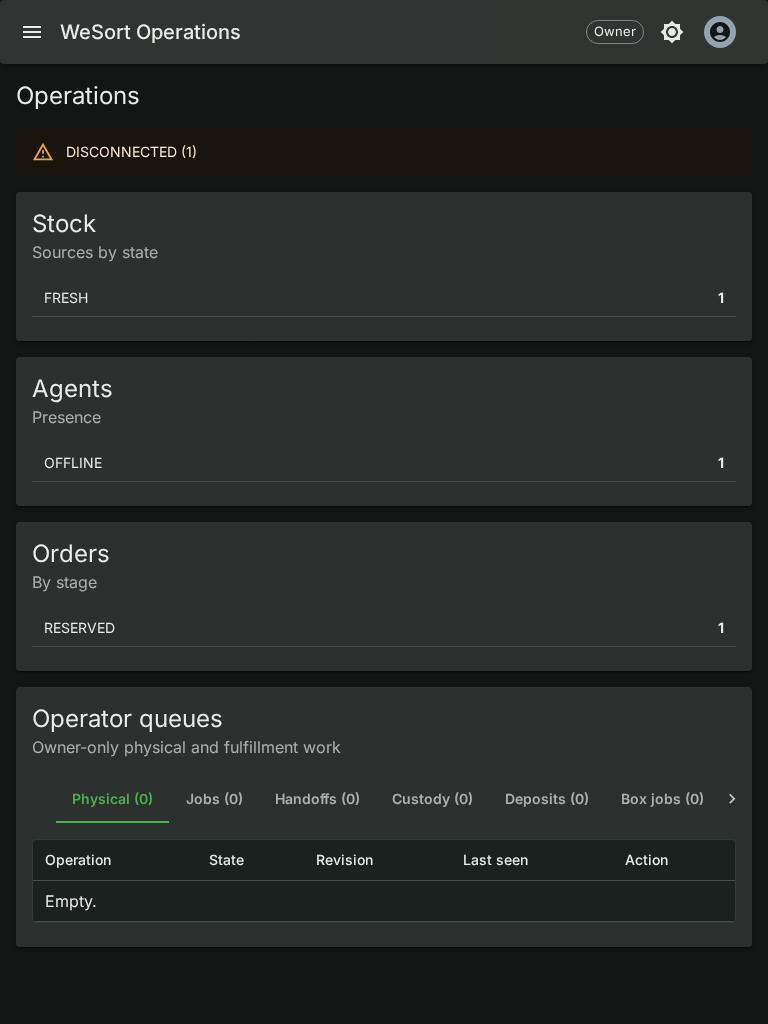 WeSort Operations
Owner
Operations
DISCONNECTED (1)
Stock
Sources by state
FRESH 1
Agents
Presence
OFFLINE 1
Orders
By stage
RESERVED 1
Operator queues
Owner-only physical and fulfillment work
Physical (0) Jobs (0) Handoffs (0) Custody (0) Deposits (0) Box jobs (0)
Operation State Revision Last seen Action
Empty.